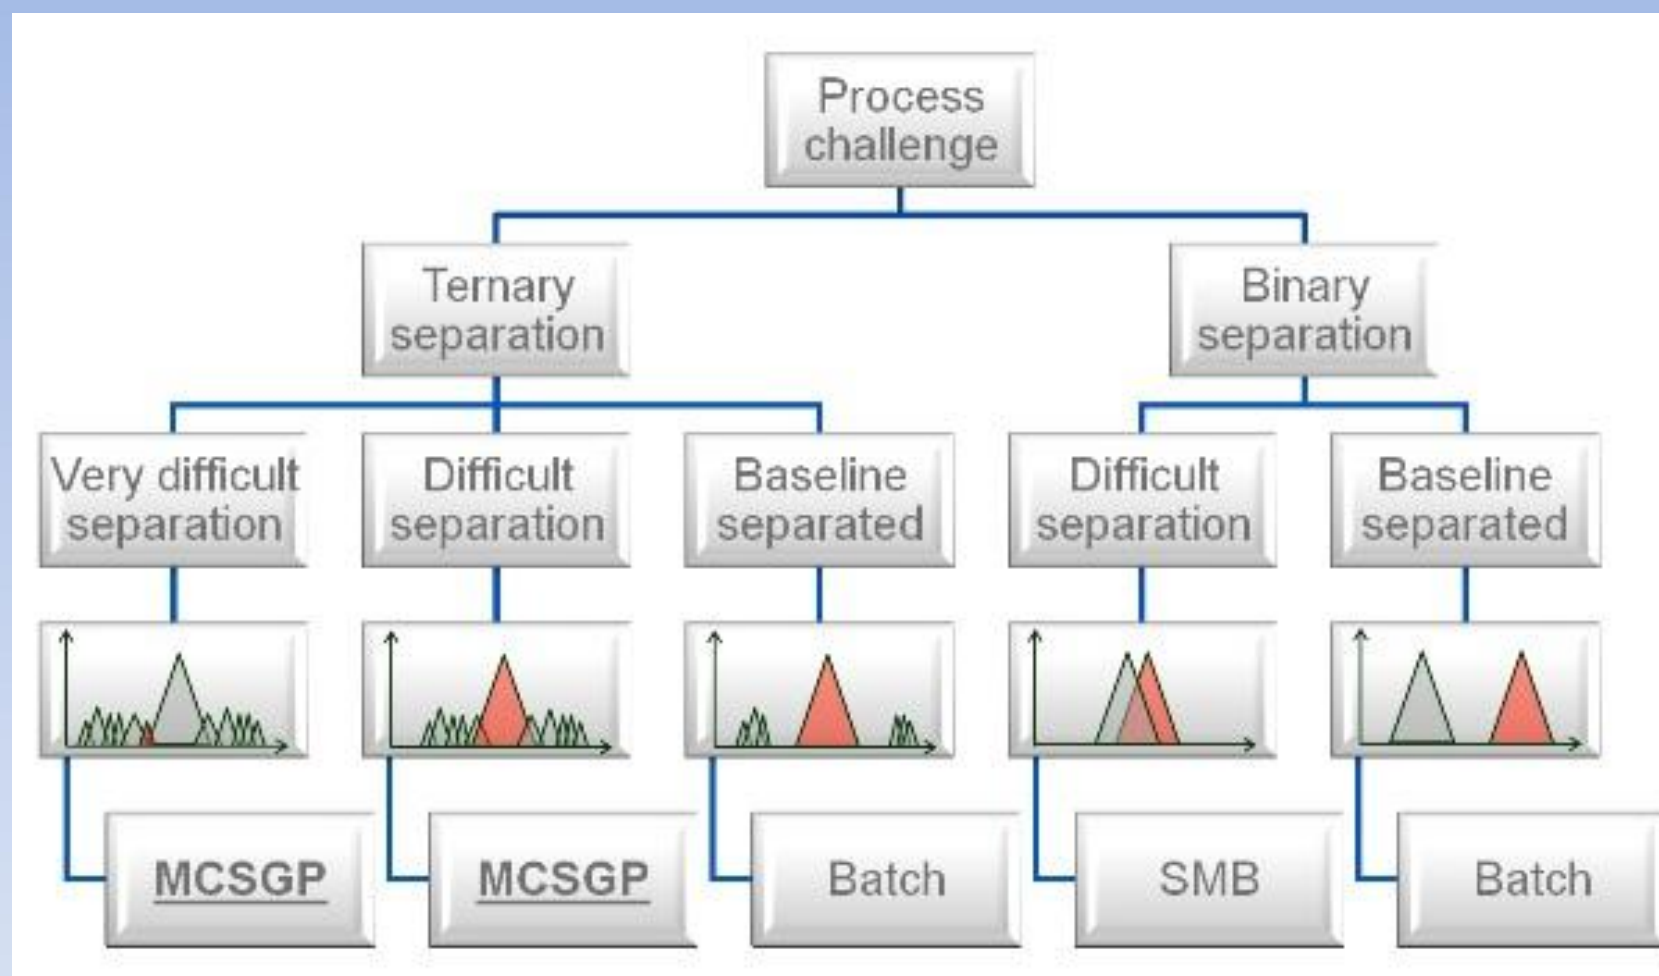 Process
challenge
Ternary
separation
Binary
separation
Very difficult
separation
Difficult
separation
Baseline
separated
Difficult
separation
Baseline
separated
MCSGP
MCSGP
Batch
SMB
Batch